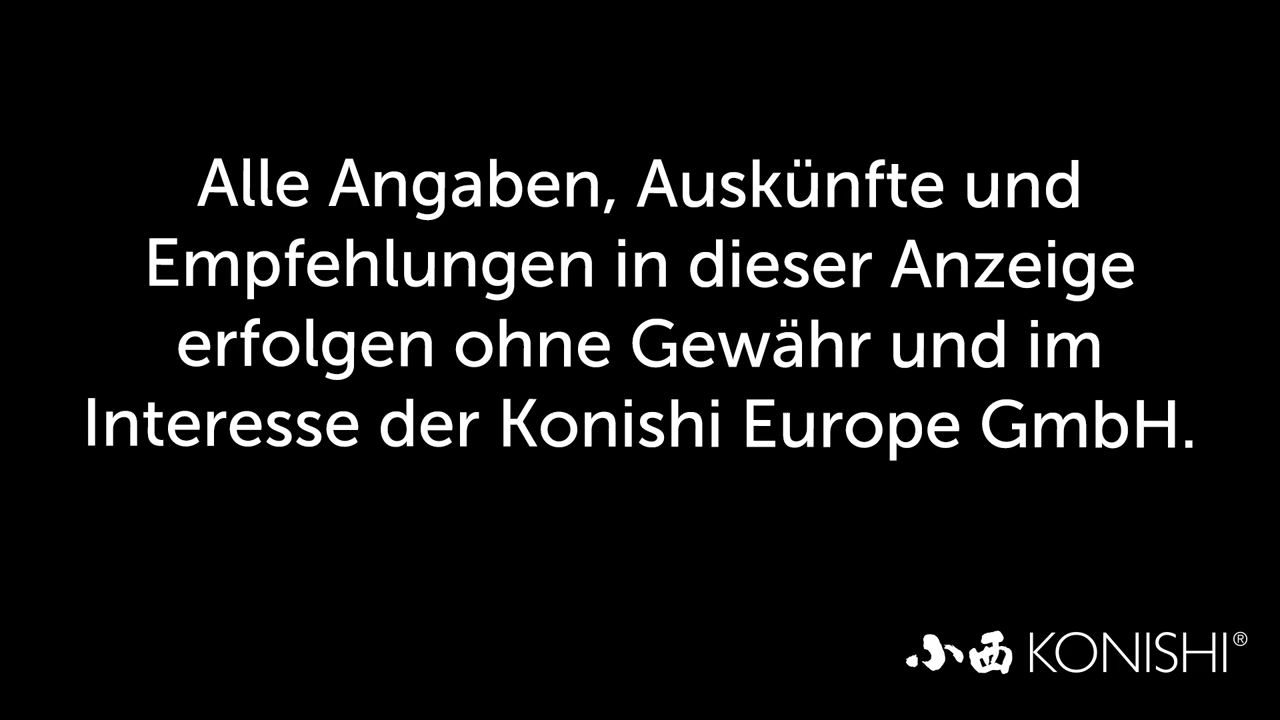 Alle Angaben, Auskünfte und
Empfehlungen in dieser Anzeige
erfolgen ohne Gewähr und im
Interesse der Konishi Europe GmbH.
小西 KONISHI®